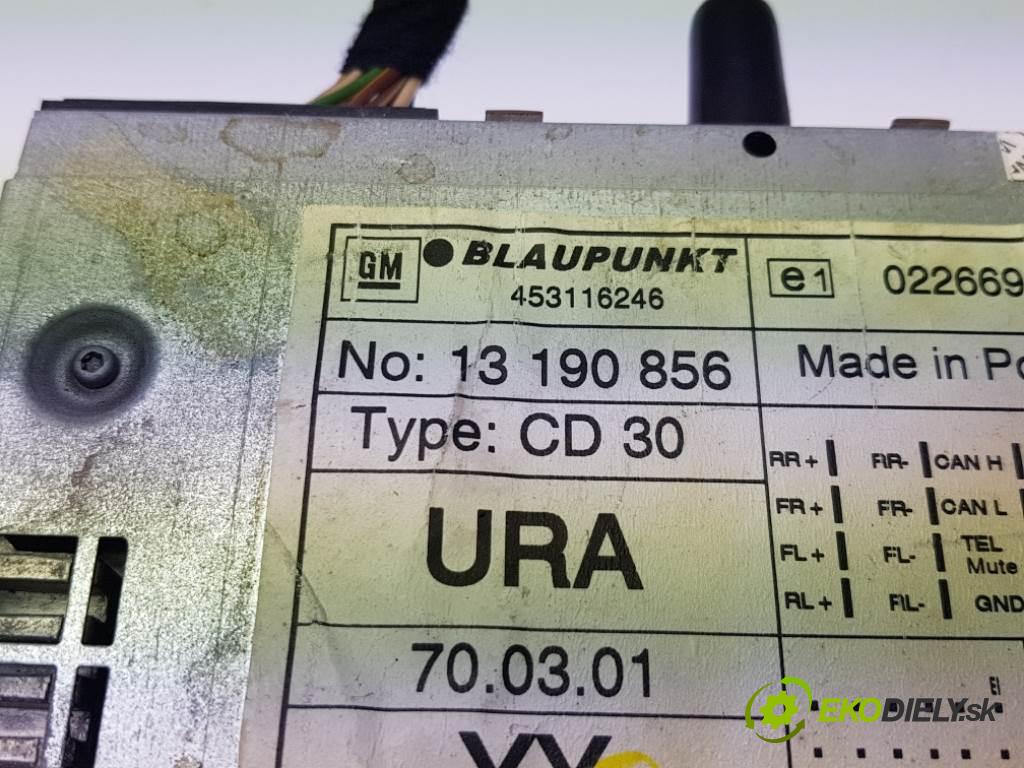 GM BLAUPUNKT
453116246
e1 022669
No: 13 190 856
Made in
Type: CD 30
RR+ RR- CAN H
FR+ FR- CAN L
FL+ FL- TEL Mute
RL+ RL- GND
URA
70.03.01
EKODIELY.sk